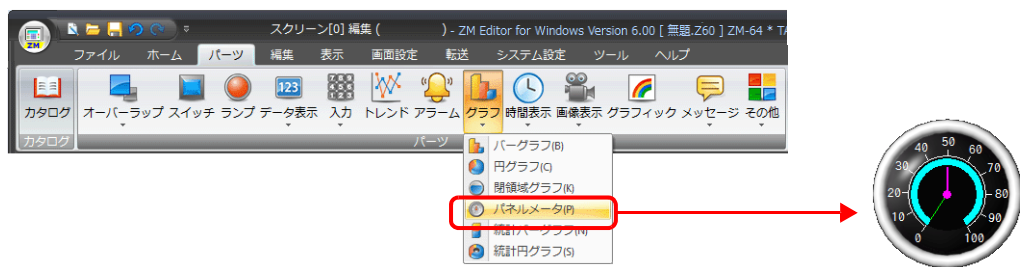 スクリーン[0] 編集 ( ) - ZM Editor for Windows Version 6.00 [ 無題.Z60 ] ZM-64 * TA
ZM
ファイル ホーム パーツ 編集 表示 画面設定 転送 システム設定 ツール ヘルプ
123
カタログ オーバーラップ スイッチ ランプ データ表示 入力 トレンド アラーム グラフ 時間表示 画像表示 グラフィック メッセージ その他
カタログ パーツ
バーグラフ(B)
円グラフ(C)
閉領域グラフ(K)
パネルメータ(P)
統計バーグラフ(N)
統計円グラフ(S)
0 10 20 30 40 50 60 70 80 90 100